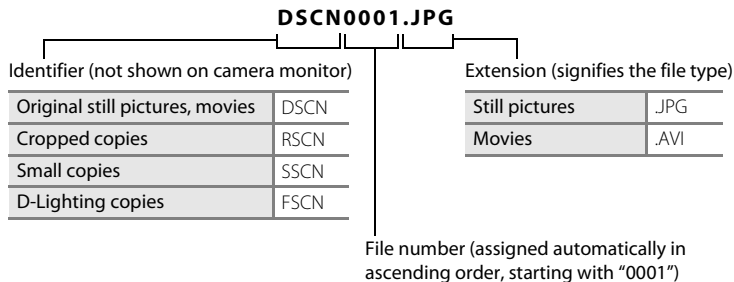 DSCN0001.JPG
Identifier (not shown on camera monitor)
Original still pictures, movies DSCN
Cropped copies RSCN
Small copies SSCN
D-Lighting copies FSCN
Extension (signifies the file type)
Still pictures .JPG
Movies .AVI
File number (assigned automatically in
ascending order, starting with “0001”)